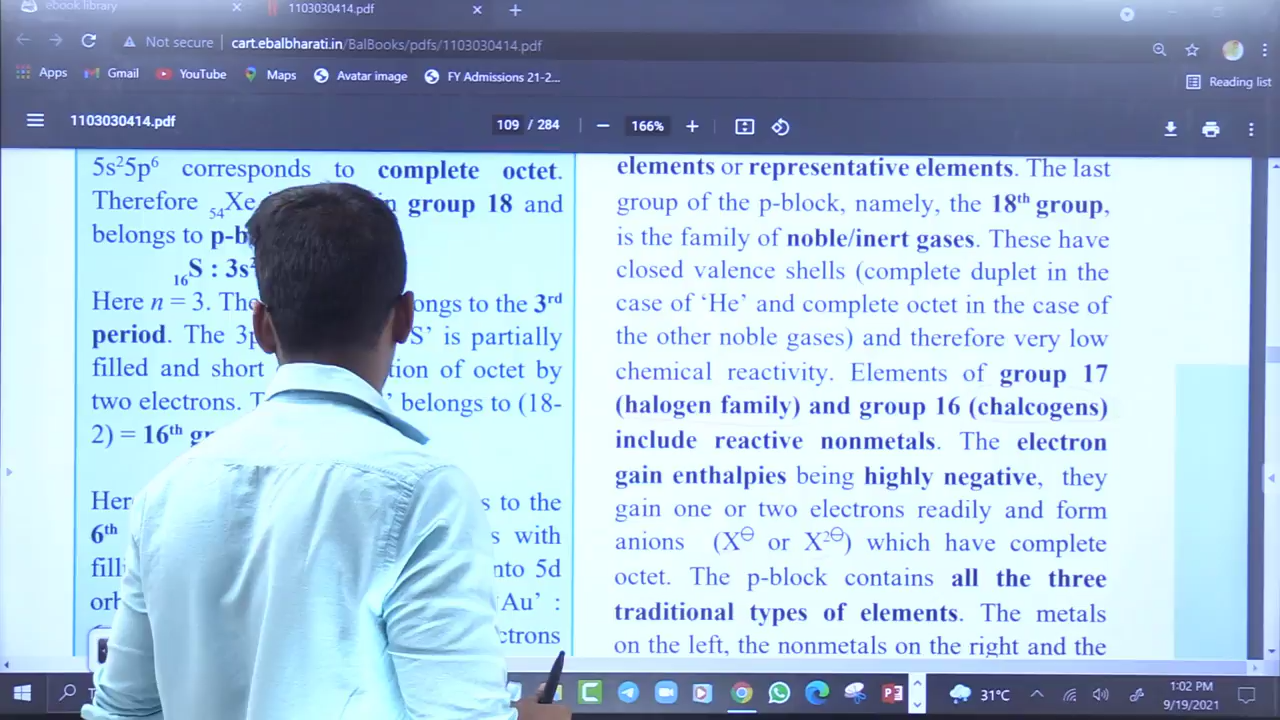 ebook library
1103030414.pdf
Not secure
cart.ebalbharati.in/BalBooks/pdfs/1103030414.pdf
Apps
Gmail
YouTube
Maps
Avatar image
FY Admissions 21-2...
Reading list
1103030414.pdf
109 / 284
166%
5s²5p⁶ corresponds to complete octet.
Therefore ₅₄Xe in group 18 and
belongs to
₁₆S : 3s
Here n = 3. belongs to the 3rd
period. The 3p is partially
filled and short of octet by
two electrons. belongs to (18-
2) = 16th
to the
6th with
5d
'Au' :
elements or representative elements. The last
group of the p-block, namely, the 18th group,
is the family of noble/inert gases. These have
closed valence shells (complete duplet in the
case of ‘He’ and complete octet in the case of
the other noble gases) and therefore very low
chemical reactivity. Elements of group 17
(halogen family) and group 16 (chalcogens)
include reactive nonmetals. The electron
gain enthalpies being highly negative, they
gain one or two electrons readily and form
anions (X⊖ or X²⊖) which have complete
octet. The p-block contains all the three
traditional types of elements. The metals
on the left, the nonmetals on the right and the
31°C
1:02 PM
9/19/2021